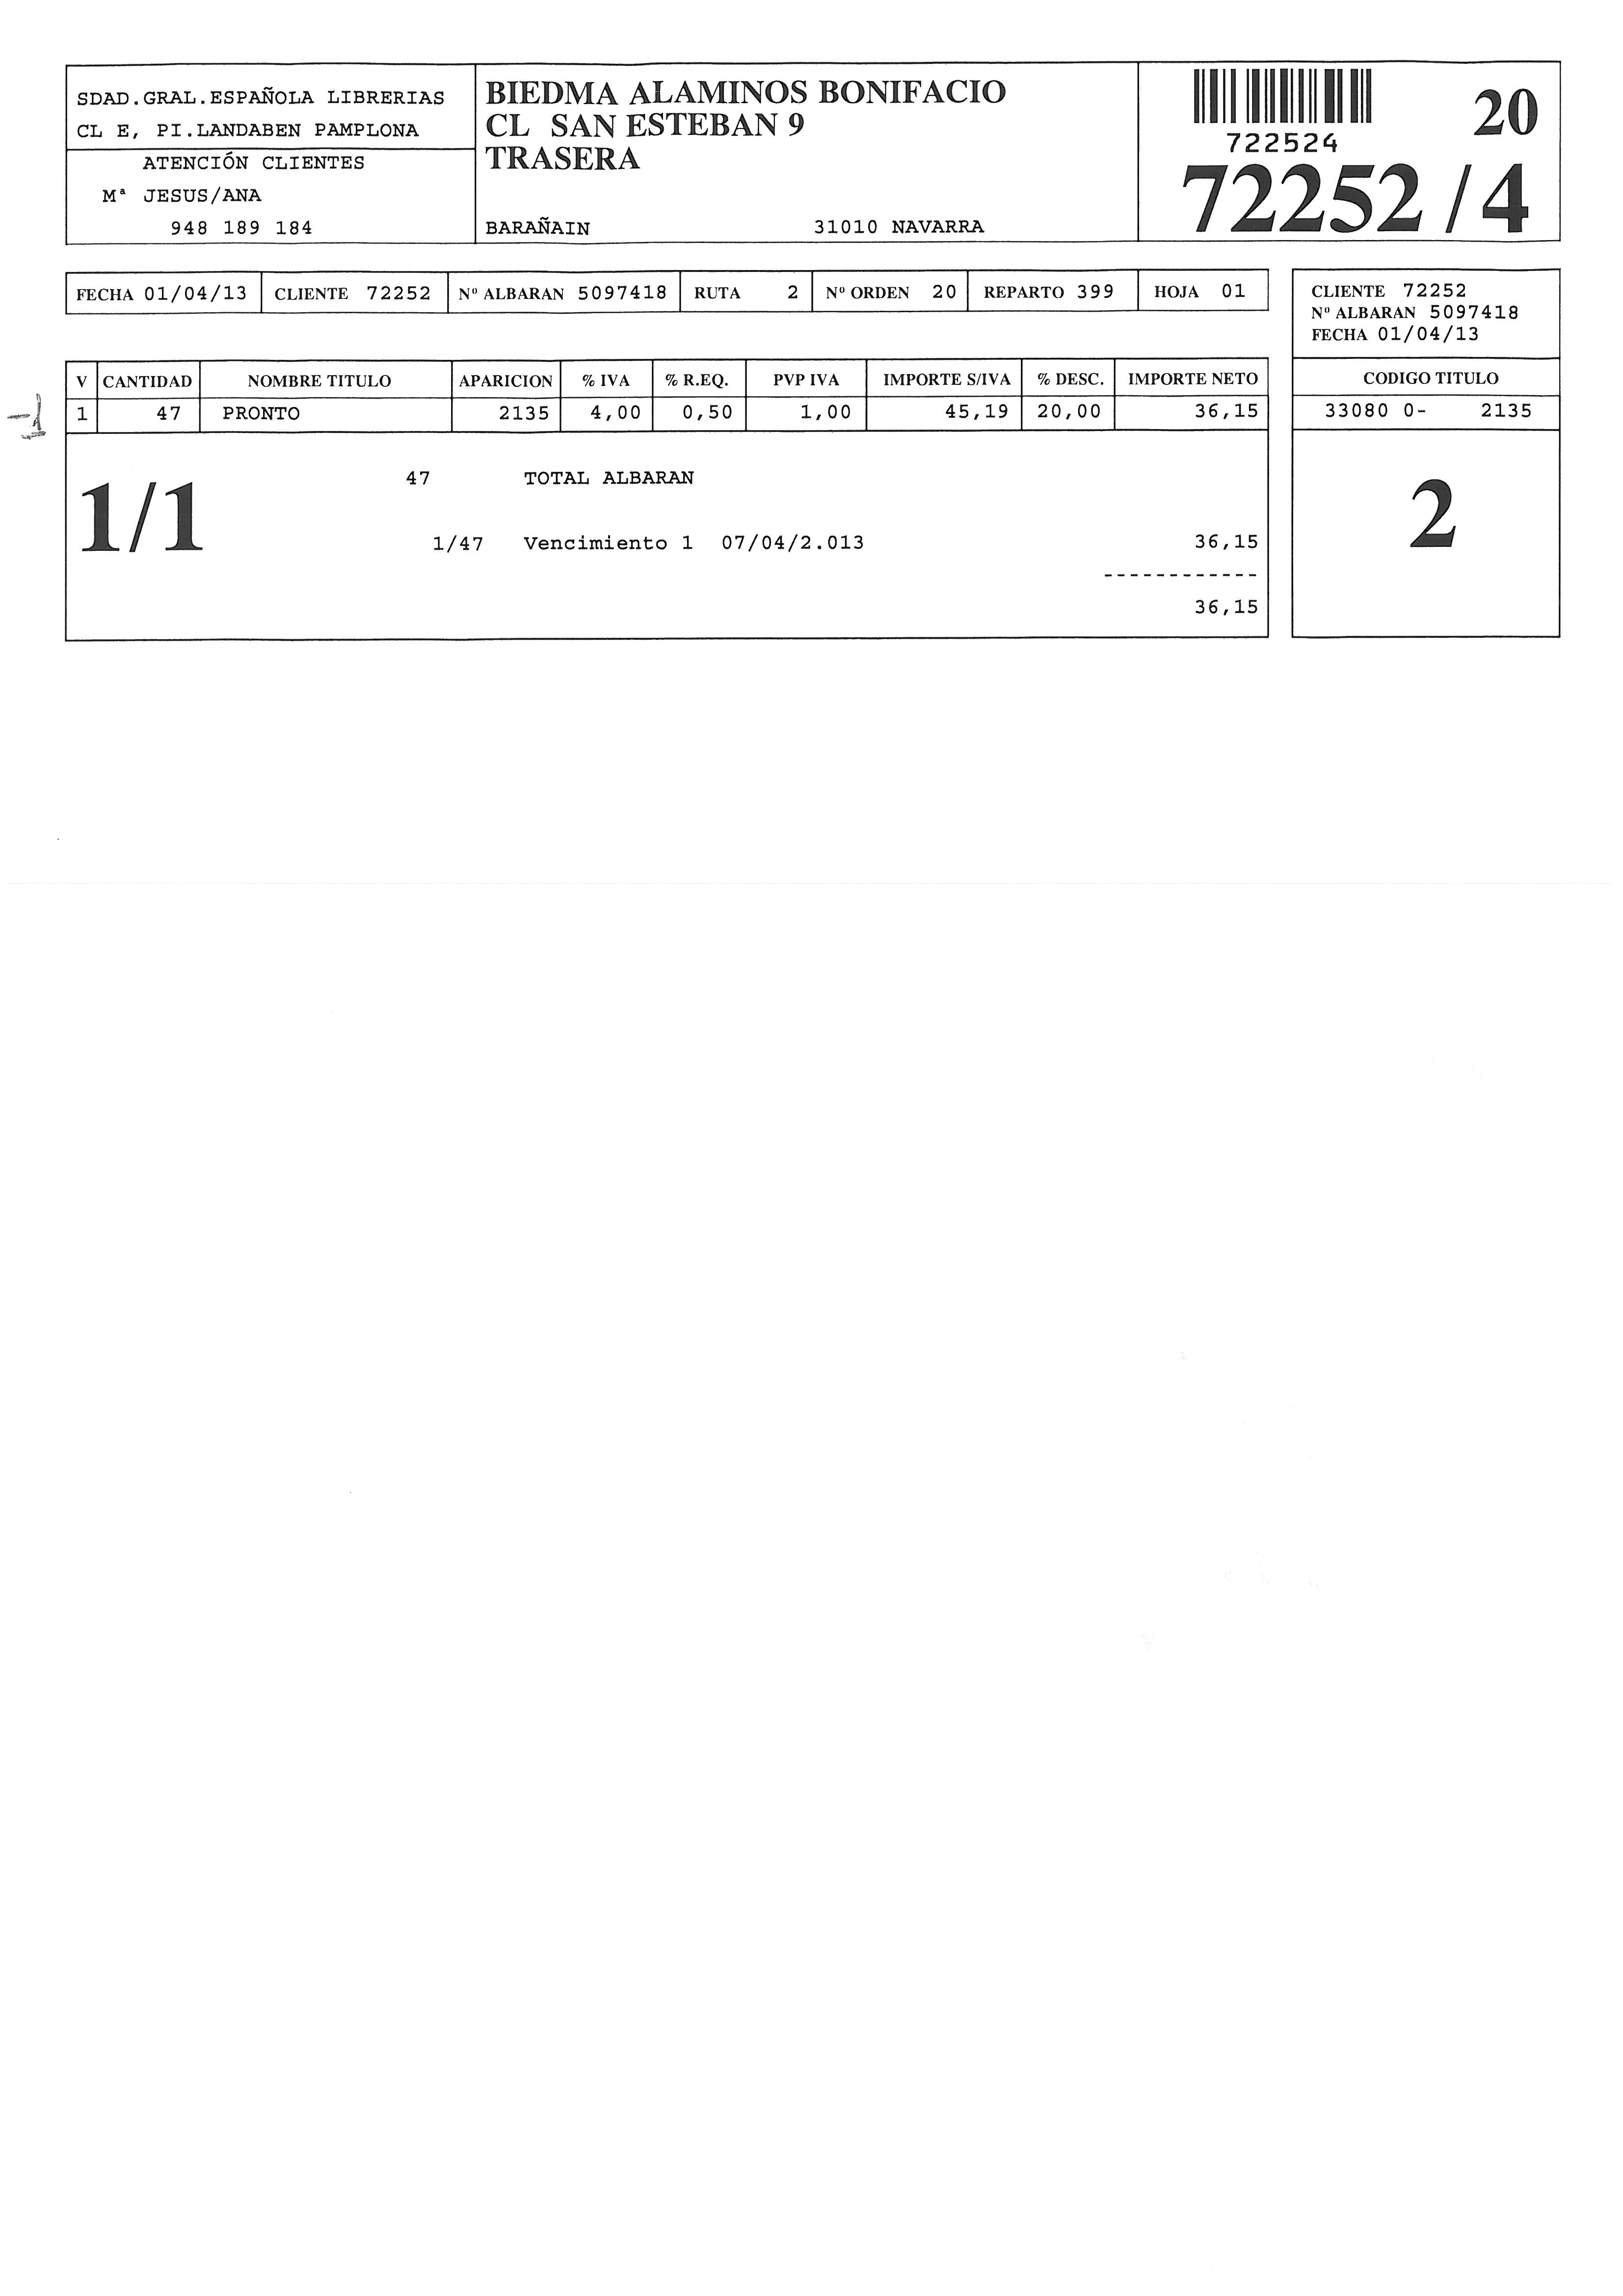 SDAD.GRAL.ESPAÑOLA LIBRERIAS
CL E, PI.LANDABEN PAMPLONA
ATENCIÓN CLIENTES
Mª JESUS/ANA
948 189 184
BIEDMA ALAMINOS BONIFACIO
CL SAN ESTEBAN 9
TRASERA
BARAÑAIN 31010 NAVARRA
722524
20
72252 / 4
FECHA 01/04/13 CLIENTE 72252 Nº ALBARAN 5097418 RUTA 2 Nº ORDEN 20 REPARTO 399 HOJA 01
CLIENTE 72252
Nº ALBARAN 5097418
FECHA 01/04/13
V CANTIDAD NOMBRE TITULO APARICION % IVA % R.EQ. PVP IVA IMPORTE S/IVA % DESC. IMPORTE NETO CODIGO TITULO
-1 1 47 PRONTO 2135 4,00 0,50 1,00 45,19 20,00 36,15 33080 0- 2135
47 TOTAL ALBARAN
1/1
1/47 Vencimiento 1 07/04/2.013 36,15
------------
36,15
2